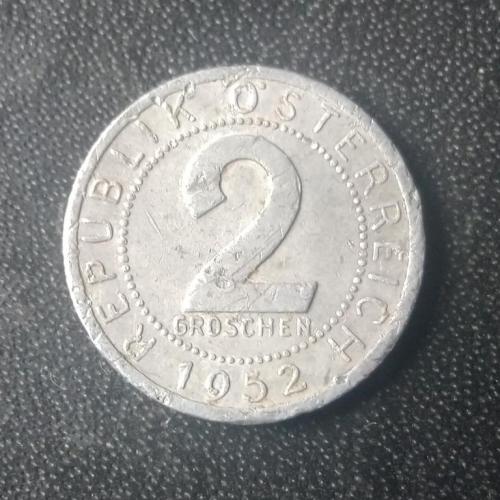 REPUBLIK ÖSTERREICH
2
GROSCHEN
1952